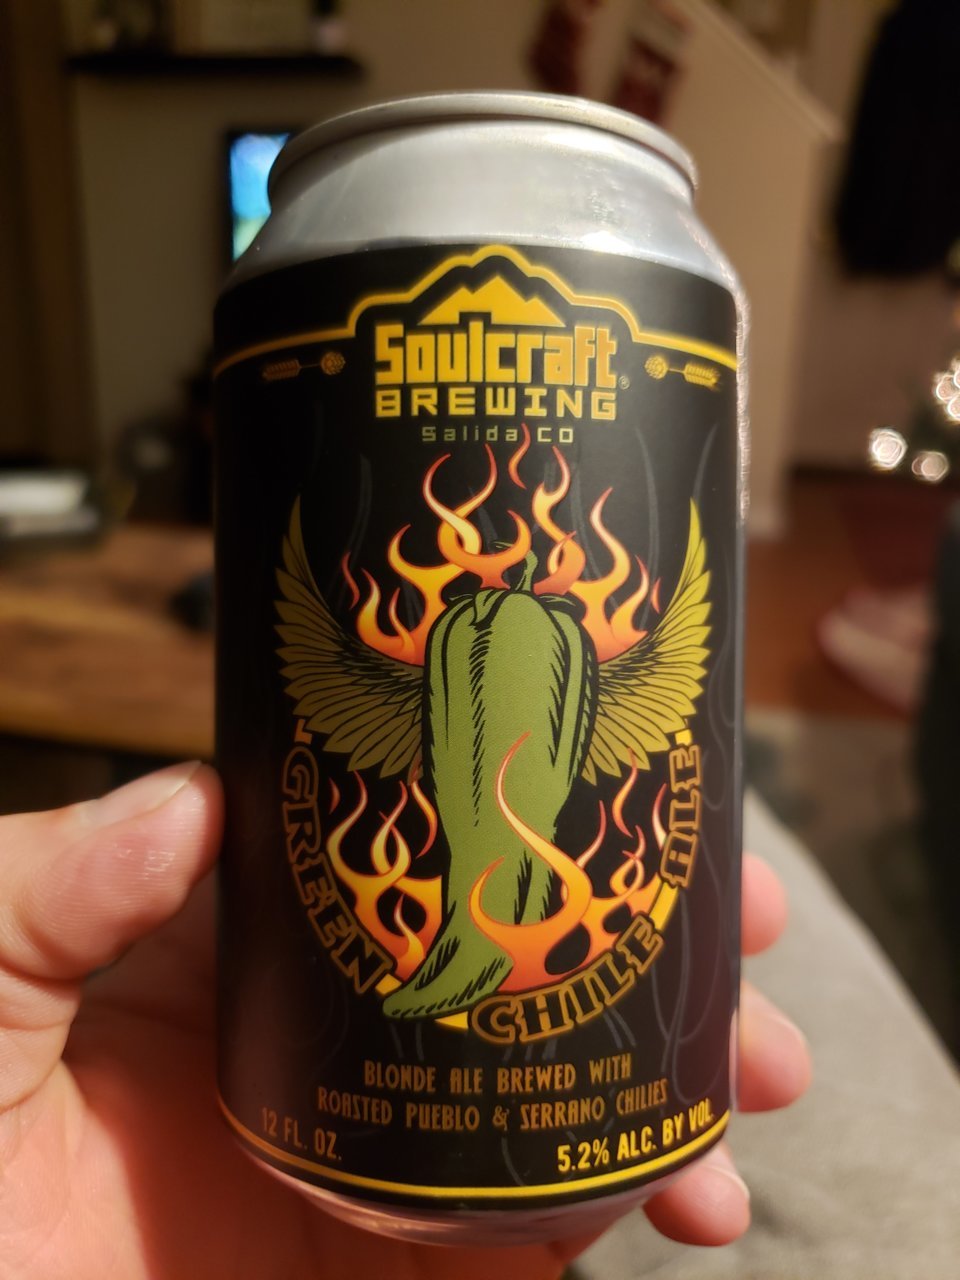 Soulcraft®
BREWING
Salida CO
GREEN CHILE ALE
BLONDE ALE BREWED WITH
ROASTED PUEBLO & SERRANO CHILIES
12 FL. OZ.
5.2% ALC. BY VOL.